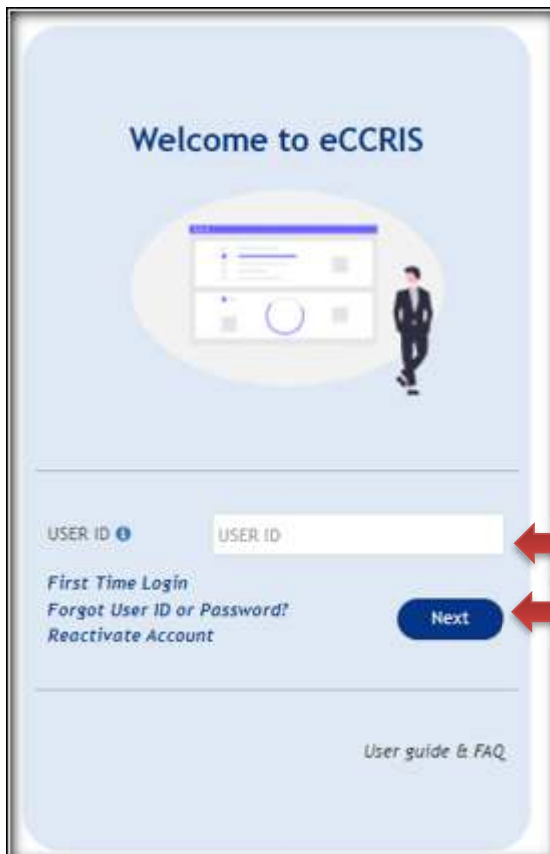 Welcome to eCCRIS
USER ID
USER ID
First Time Login
Forgot User ID or Password?
Reactivate Account
Next
User guide & FAQ